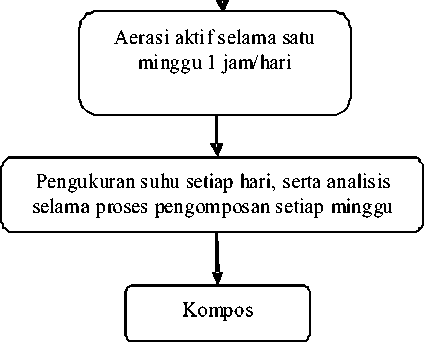 Aerasi aktif selama satu
minggu 1 jam/hari
Pengukuran suhu setiap hari, serta analisis
selama proses pengomposan setiap minggu
Kompos